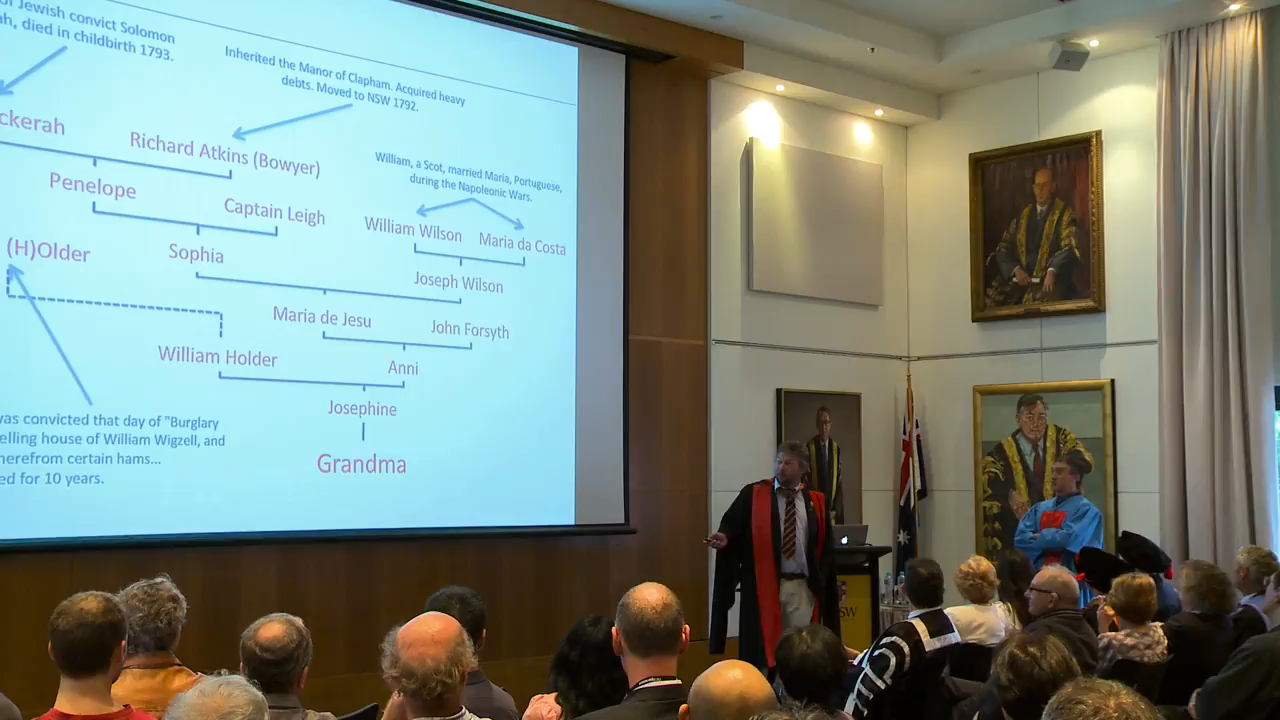 Jewish convict Solomon
died in childbirth 1793.
Inherited the Manor of Clapham. Acquired heavy
debts. Moved to NSW 1792.
ckerah
Richard Atkins (Bowyer)
William, a Scot, married Maria, Portuguese,
during the Napoleonic Wars.
Penelope
Captain Leigh
William Wilson
Maria da Costa
(H)Older
Sophia
Joseph Wilson
Maria de Jesu
John Forsyth
William Holder
Anni
Josephine
was convicted that day of "Burglary
elling house of William Wigzell, and
herefrom certain hams...
ed for 10 years.
Grandma
SW